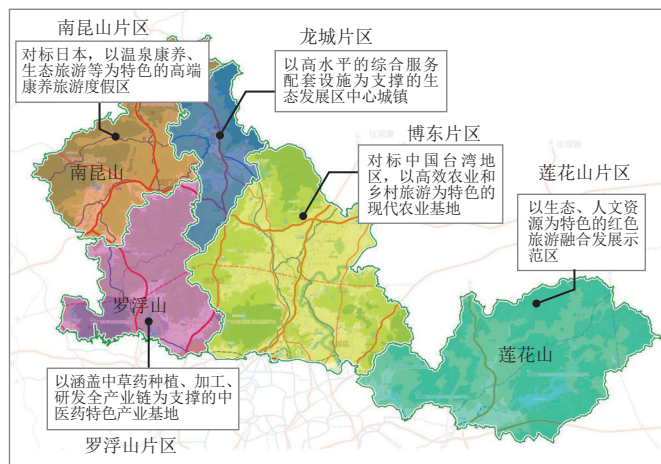 南昆山片区
对标日本，以温泉康养、
生态旅游等为特色的高端
康养旅游度假区
龙城片区
以高水平的综合服务
配套设施为支撑的生
态发展区中心城镇
博东片区
对标中国台湾地
区，以高效农业和
乡村旅游为特色的
现代农业基地
莲花山片区
以生态、人文资
源为特色的红色
旅游融合发展示
范区
南昆山
罗浮山
莲花山
以涵盖中草药种植、加工、
研发全产业链为支撑的中
医药特色产业基地
罗浮山片区